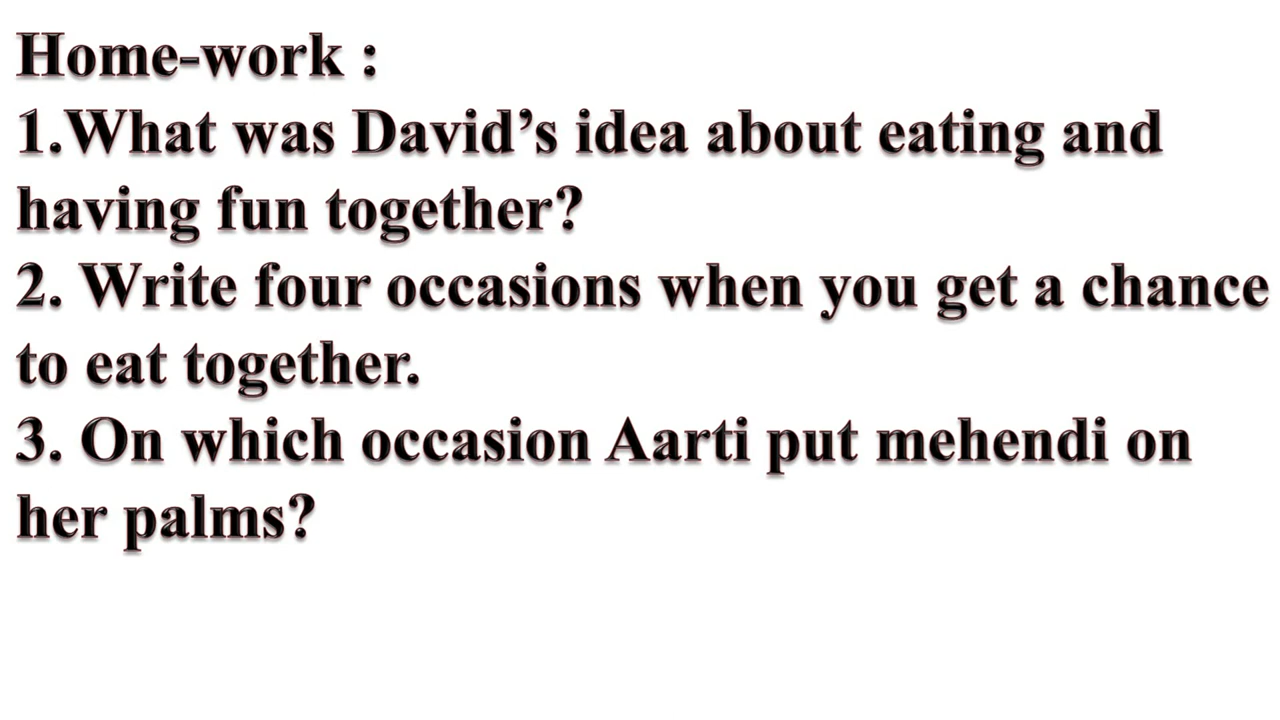 Home-work :
1.What was David’s idea about eating and
having fun together?
2. Write four occasions when you get a chance
to eat together.
3. On which occasion Aarti put mehendi on
her palms?